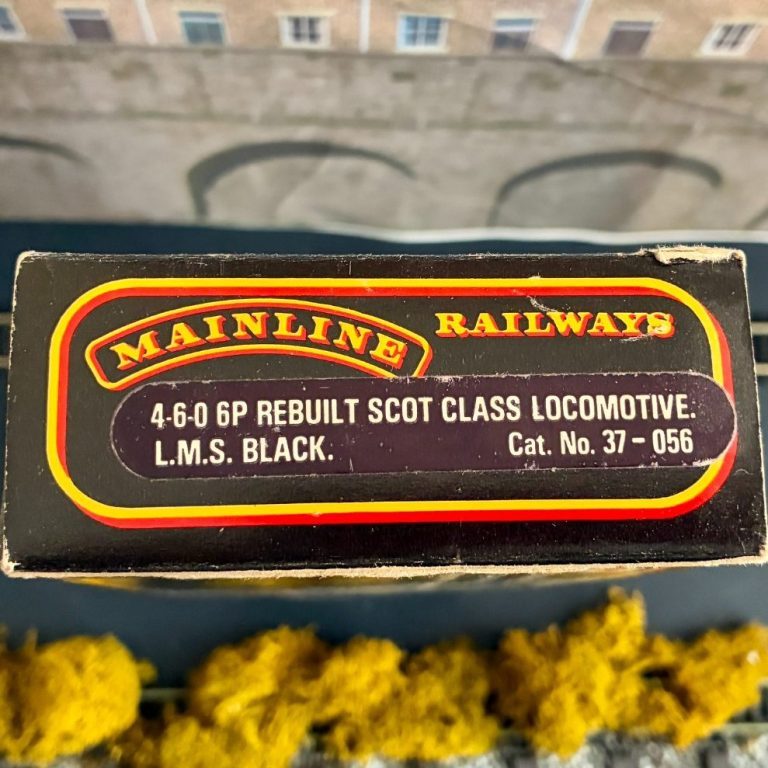 MAINLINE RAILWAYS
4-6-0 6P REBUILT SCOT CLASS LOCOMOTIVE.
L.M.S. BLACK. Cat. No. 37-056